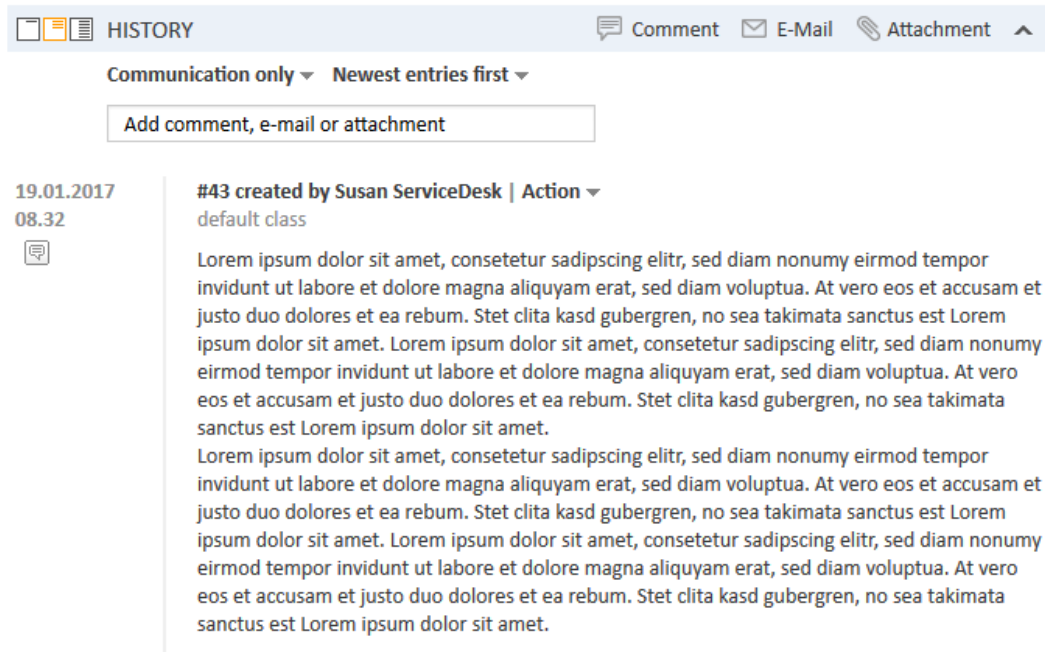 HISTORY Comment E-Mail Attachment
Communication only Newest entries first
Add comment, e-mail or attachment
19.01.2017 #43 created by Susan ServiceDesk | Action
08.32 default class
Lorem ipsum dolor sit amet, consetetur sadipscing elitr, sed diam nonumy eirmod tempor
invidunt ut labore et dolore magna aliquyam erat, sed diam voluptua. At vero eos et accusam et
justo duo dolores et ea rebum. Stet clita kasd gubergren, no sea takimata sanctus est Lorem
ipsum dolor sit amet. Lorem ipsum dolor sit amet, consetetur sadipscing elitr, sed diam nonumy
eirmod tempor invidunt ut labore et dolore magna aliquyam erat, sed diam voluptua. At vero
eos et accusam et justo duo dolores et ea rebum. Stet clita kasd gubergren, no sea takimata
sanctus est Lorem ipsum dolor sit amet.
Lorem ipsum dolor sit amet, consetetur sadipscing elitr, sed diam nonumy eirmod tempor
invidunt ut labore et dolore magna aliquyam erat, sed diam voluptua. At vero eos et accusam et
justo duo dolores et ea rebum. Stet clita kasd gubergren, no sea takimata sanctus est Lorem
ipsum dolor sit amet. Lorem ipsum dolor sit amet, consetetur sadipscing elitr, sed diam nonumy
eirmod tempor invidunt ut labore et dolore magna aliquyam erat, sed diam voluptua. At vero
eos et accusam et justo duo dolores et ea rebum. Stet clita kasd gubergren, no sea takimata
sanctus est Lorem ipsum dolor sit amet.